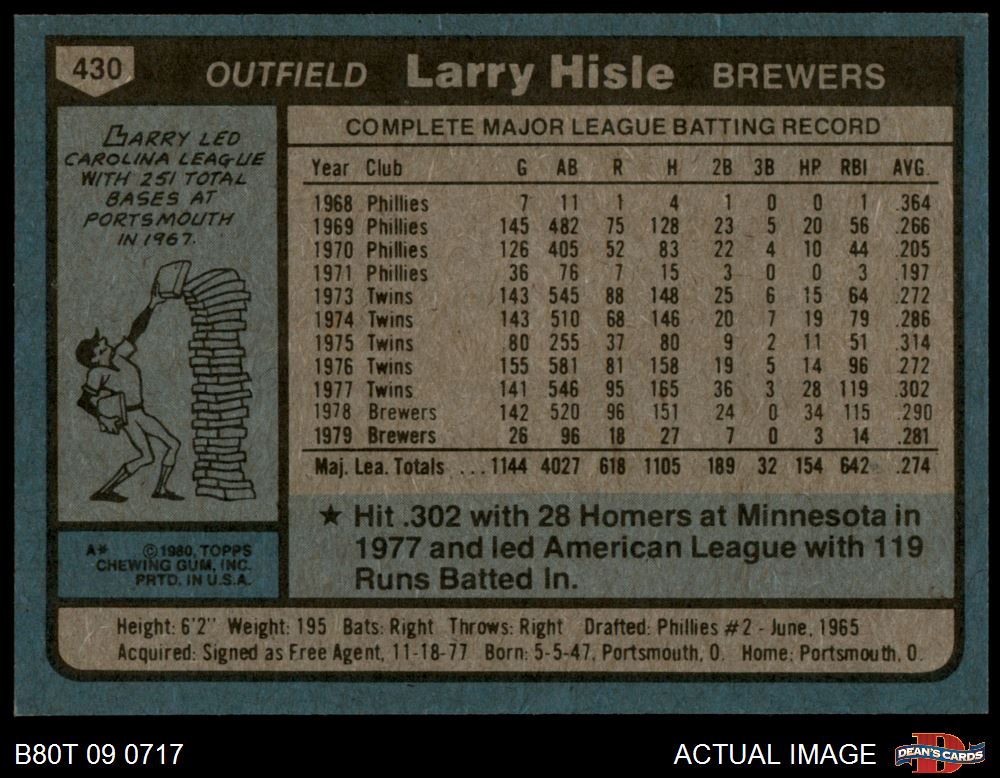 430 OUTFIELD Larry Hisle BREWERS
LARRY LED
CAROLINA LEAGUE
WITH 251 TOTAL
BASES AT
PORTSMOUTH
IN 1967.
A* © 1980, TOPPS
CHEWING GUM, INC.
PRTD. IN U.S.A.
COMPLETE MAJOR LEAGUE BATTING RECORD
Year Club G AB R H 2B 3B HP RBI AVG.
1968 Phillies 7 11 1 4 1 0 0 1 .364
1969 Phillies 145 482 75 128 23 5 20 56 .266
1970 Phillies 126 405 52 83 22 4 10 44 .205
1971 Phillies 36 76 7 15 3 0 0 3 .197
1973 Twins 143 545 88 148 25 6 15 64 .272
1974 Twins 143 510 68 146 20 7 19 79 .286
1975 Twins 80 255 37 80 9 2 11 51 .314
1976 Twins 155 581 81 158 19 5 14 96 .272
1977 Twins 141 546 95 165 36 3 28 119 .302
1978 Brewers 142 520 96 151 24 0 34 115 .290
1979 Brewers 26 96 18 27 7 0 3 14 .281
Maj. Lea. Totals ...1144 4027 618 1105 189 32 154 642 .274
★ Hit .302 with 28 Homers at Minnesota in
1977 and led American League with 119
Runs Batted In.
Height: 6'2" Weight: 195 Bats: Right Throws: Right Drafted: Phillies #2 - June, 1965
Acquired: Signed as Free Agent, 11-18-77 Born: 5-5-47, Portsmouth, O. Home: Portsmouth, O.
B80T 09 0717 ACTUAL IMAGE DEAN'S CARDS